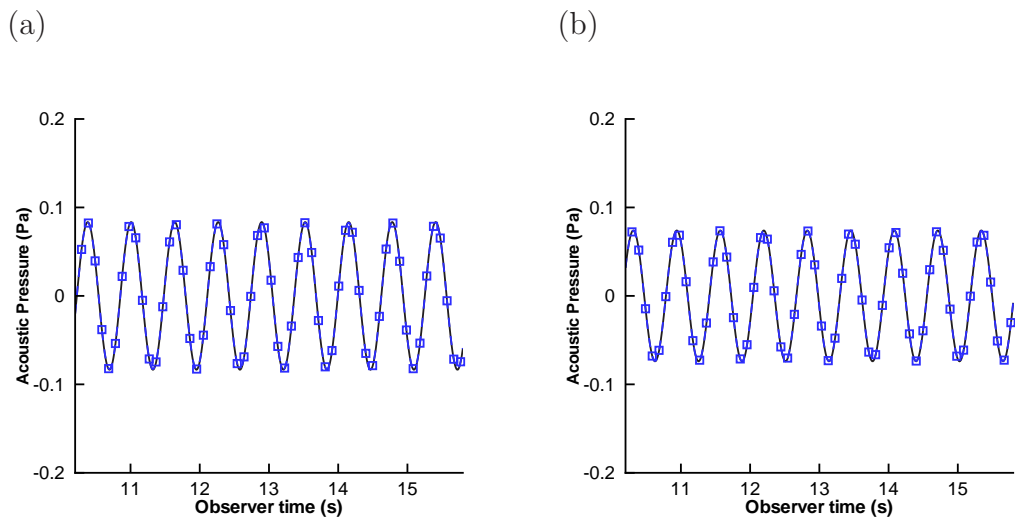 (a)
0.2
0.1
0
-0.1
-0.2
Acoustic Pressure (Pa)
11 12 13 14 15
Observer time (s)
(b)
0.2
0.1
0
-0.1
-0.2
Acoustic Pressure (Pa)
11 12 13 14 15
Observer time (s)